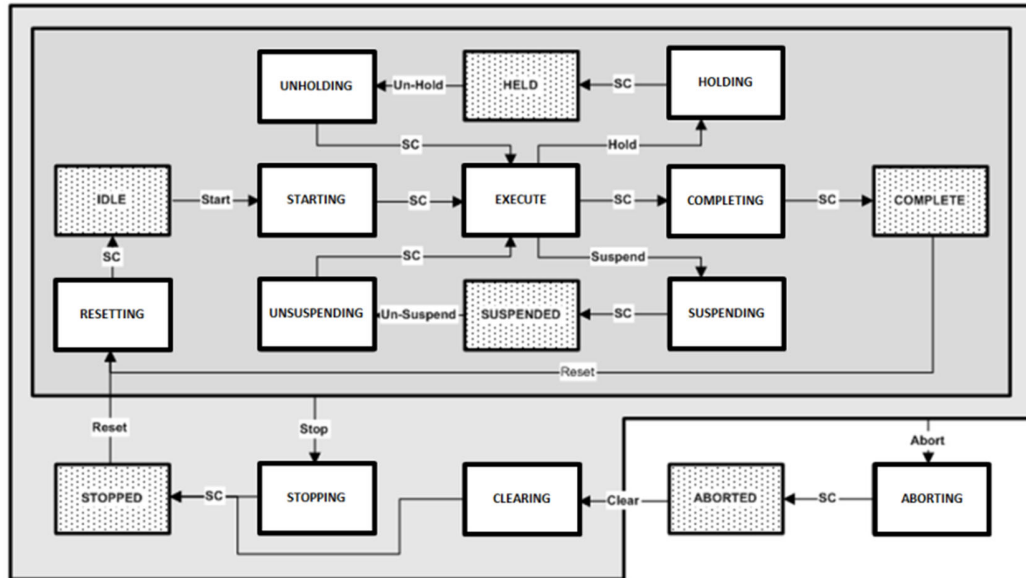 UNHOLDING
Un-Hold
HELD
SC
HOLDING
SC
Hold
IDLE
Start
STARTING
SC
EXECUTE
SC
COMPLETING
SC
COMPLETE
SC
SC
Suspend
RESETTING
UNSUSPENDING
Un-Suspend
SUSPENDED
SC
SUSPENDING
Reset
Reset
Stop
Abort
STOPPED
SC
STOPPING
CLEARING
Clear
ABORTED
SC
ABORTING